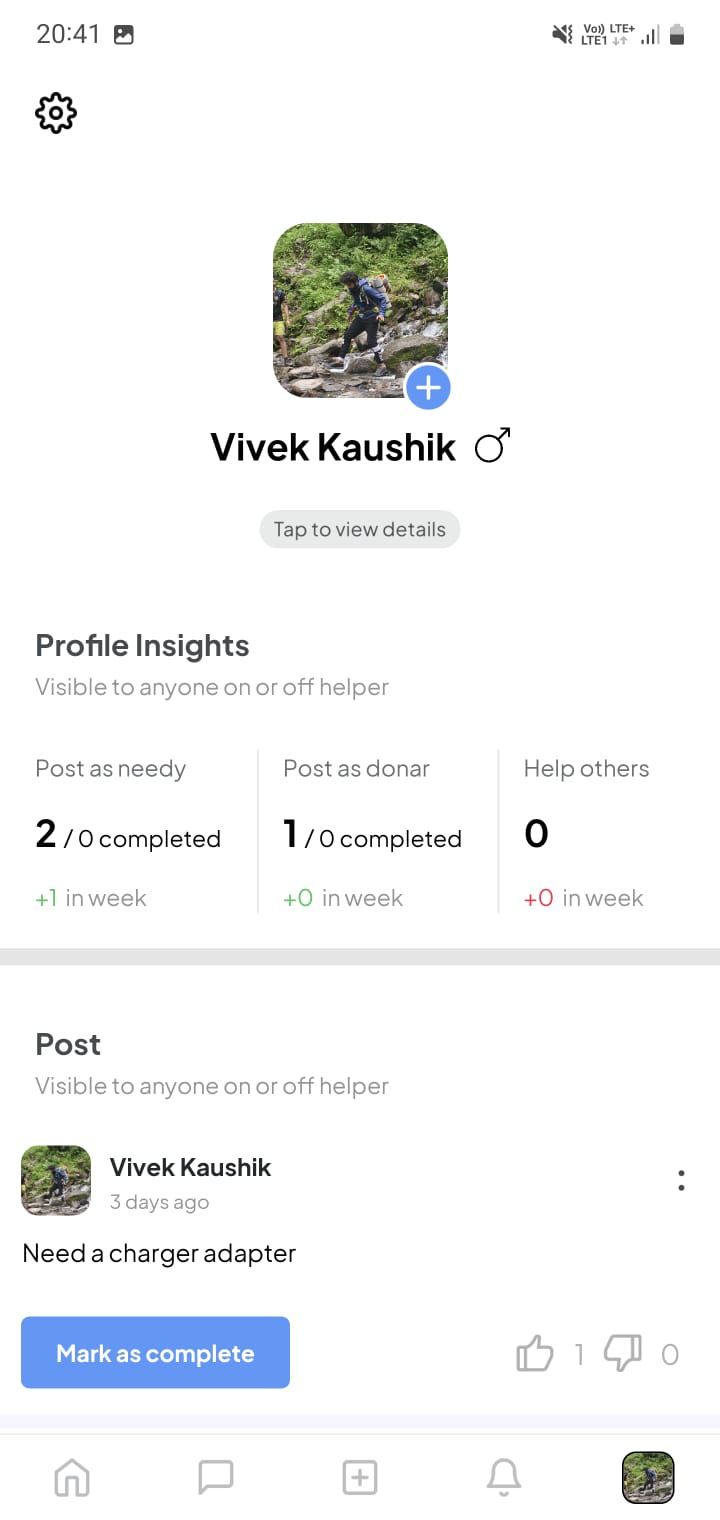 20:41
Vo)) LTE+
LTE1
Vivek Kaushik
Tap to view details
Profile Insights
Visible to anyone on or off helper
Post as needy
2 / 0 completed
+1 in week
Post as donar
1 / 0 completed
+0 in week
Help others
0
+0 in week
Post
Visible to anyone on or off helper
Vivek Kaushik
3 days ago
Need a charger adapter
Mark as complete
1
0